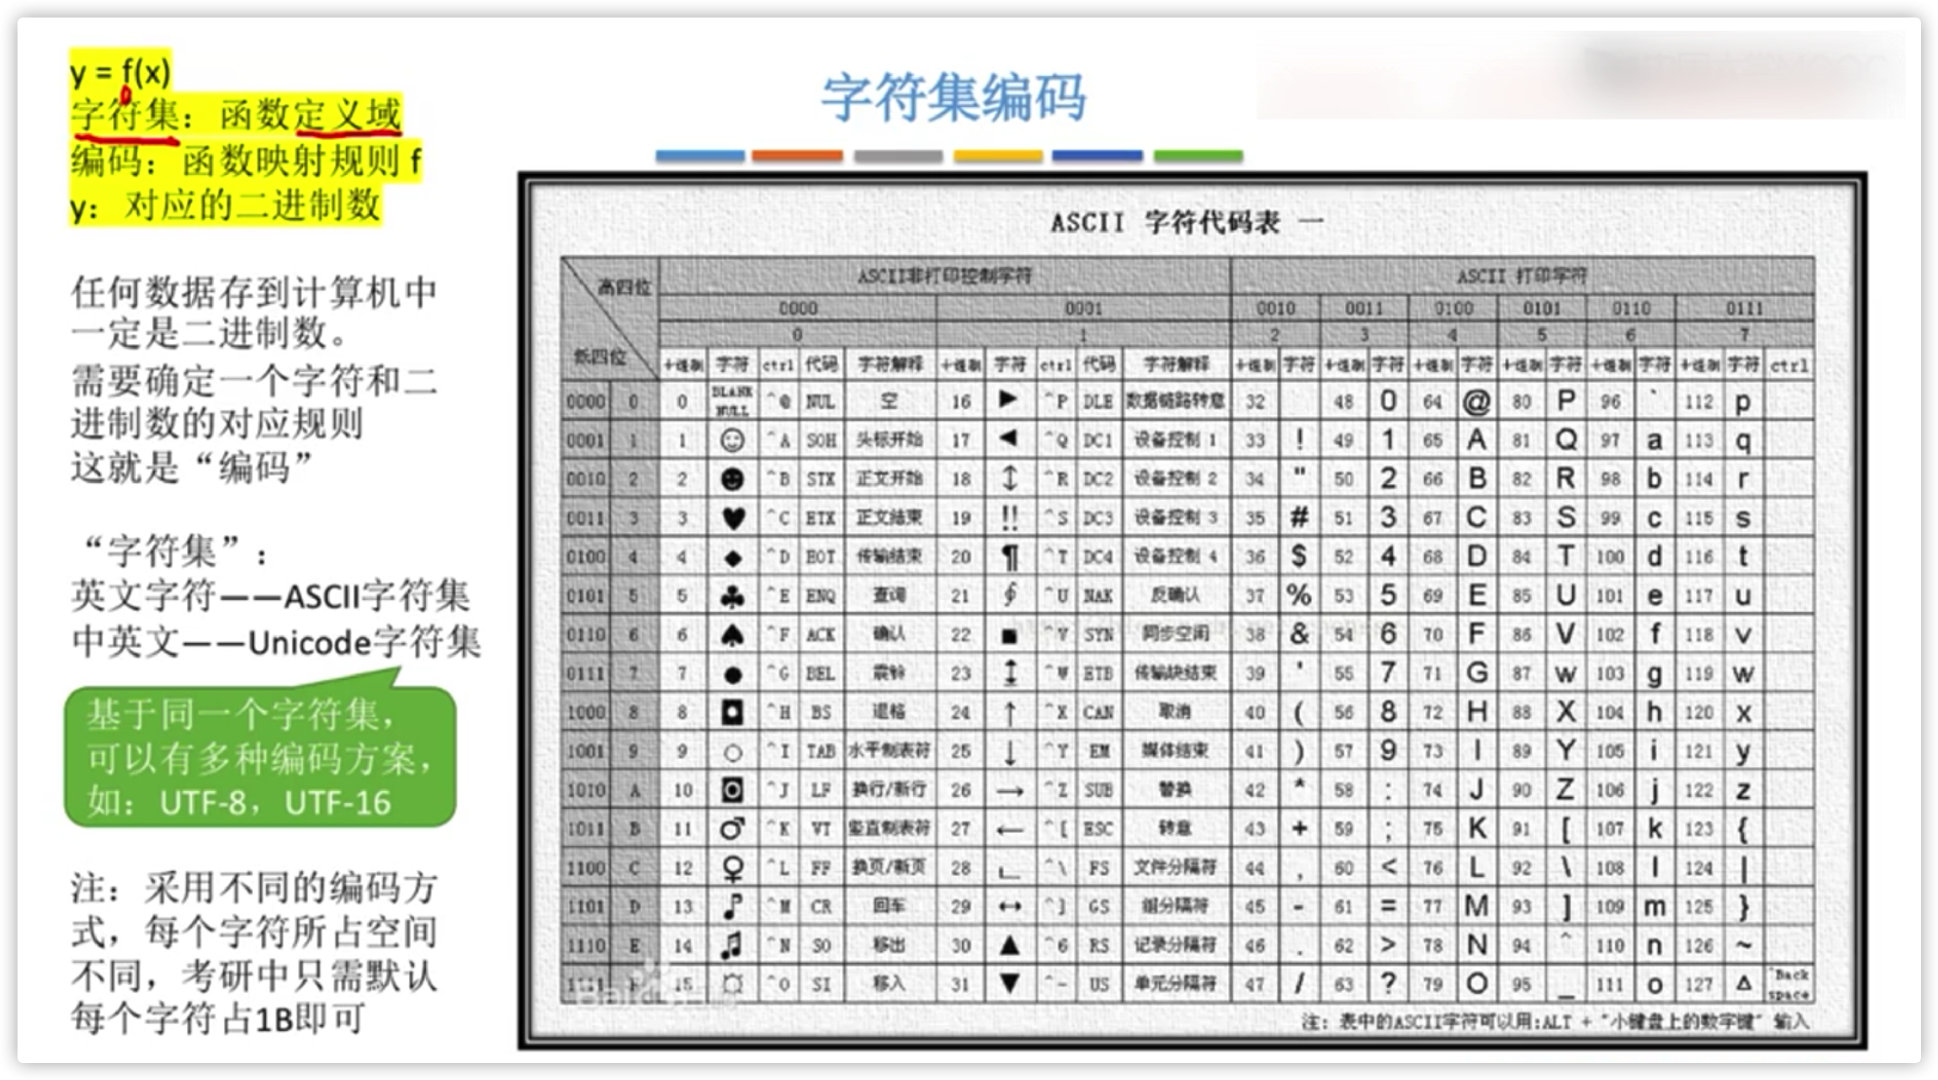 y = f(x)
字符集：函数定义域
编码：函数映射规则 f
y：对应的二进制数
字符集编码
任何数据存到计算机中
一定是二进制数。
需要确定一个字符和二
进制数的对应规则
这就是“编码”
“字符集”：
英文字符——ASCII字符集
中英文——Unicode字符集
基于同一个字符集，
可以有多种编码方案，
如：UTF-8，UTF-16
注：采用不同的编码方
式，每个字符所占空间
不同，考研中只需默认
每个字符占1B即可
ASCII 字符代码表 一
高四位 ASCII非打印控制字符 ASCII 打印字符
0000 0001 0010 0011 0100 0101 0110 0111
0 1 2 3 4 5 6 7
低四位 十进制 字符 ctrl 代码 字符解释 十进制 字符 ctrl 代码 字符解释 十进制 字符 十进制 字符 十进制 字符 十进制 字符 十进制 字符 十进制 字符 ctrl
0000 0 0 BLANK NULL ^@ NUL 空 16 ► ^P DLE 数据链路转意 32 48 0 64 @ 80 P 96 ` 112 p
0001 1 1 ☺ ^A SOH 头标开始 17 ◄ ^Q DC1 设备控制 1 33 ! 49 1 65 A 81 Q 97 a 113 q
0010 2 2 ☻ ^B STX 正文开始 18 ↕ ^R DC2 设备控制 2 34 " 50 2 66 B 82 R 98 b 114 r
0011 3 3 ♥ ^C ETX 正文结束 19 ‼ ^S DC3 设备控制 3 35 # 51 3 67 C 83 S 99 c 115 s
0100 4 4 ♦ ^D EOT 传输结束 20 ¶ ^T DC4 设备控制 4 36 $ 52 4 68 D 84 T 100 d 116 t
0101 5 5 ♣ ^E ENQ 查询 21 ∮ ^U NAK 反确认 37 % 53 5 69 E 85 U 101 e 117 u
0110 6 6 ♠ ^F ACK 确认 22 ■ ^V SYN 同步空闲 38 & 54 6 70 F 86 V 102 f 118 v
0111 7 7 ● ^G BEL 震铃 23 ↨ ^W ETB 传输块结束 39 ' 55 7 71 G 87 w 103 g 119 w
1000 8 8 ◘ ^H BS 退格 24 ↑ ^X CAN 取消 40 ( 56 8 72 H 88 X 104 h 120 x
1001 9 9 ○ ^I TAB 水平制表符 25 ↓ ^Y EM 媒体结束 41 ) 57 9 73 I 89 Y 105 i 121 y
1010 A 10 ◙ ^J LF 换行/新行 26 → ^Z SUB 替换 42 * 58 : 74 J 90 Z 106 j 122 z
1011 B 11 ♂ ^K VT 竖直制表符 27 ← ^[ ESC 转意 43 + 59 ; 75 K 91 [ 107 k 123 {
1100 C 12 ♀ ^L FF 换页/新页 28 ∟ ^\ FS 文件分隔符 44 , 60 < 76 L 92 \ 108 l 124 |
1101 D 13 ♪ ^M CR 回车 29 ↔ ^] GS 组分隔符 45 - 61 = 77 M 93 ] 109 m 125 }
1110 E 14 ♫ ^N SO 移出 30 ▲ ^6 RS 记录分隔符 46 . 62 > 78 N 94 ^ 110 n 126 ~
1111 F 15 ☼ ^O SI 移入 31 ▼ ^- US 单元分隔符 47 / 63 ? 79 O 95 _ 111 o 127 Δ ^Back space
注：表中的ASCII字符可以用:ALT + "小键盘上的数字键" 输入